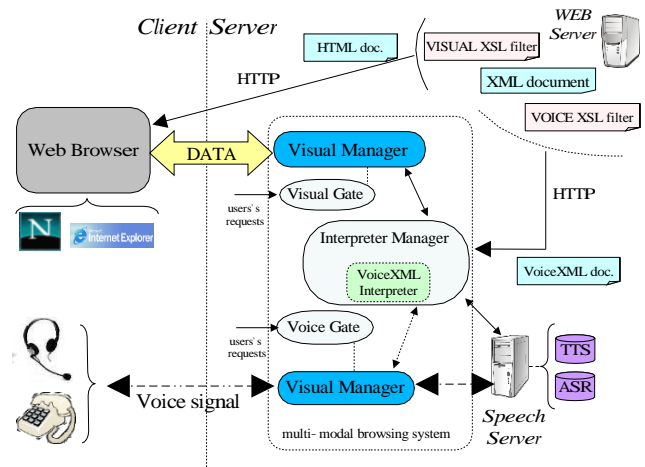 Client
Server
WEB
Server
HTML doc.
VISUAL XSL filter
XML document
VOICE XSL filter
HTTP
Web Browser
DATA
Visual Manager
HTTP
users's
requests
Visual Gate
N
Microsoft
Internet Explorer
Interpreter Manager
VoiceXML
Interpreter
VoiceXML doc.
Voice Gate
users's
requests
TTS
ASR
Voice signal
Visual Manager
Speech
Server
multi- modal browsing system